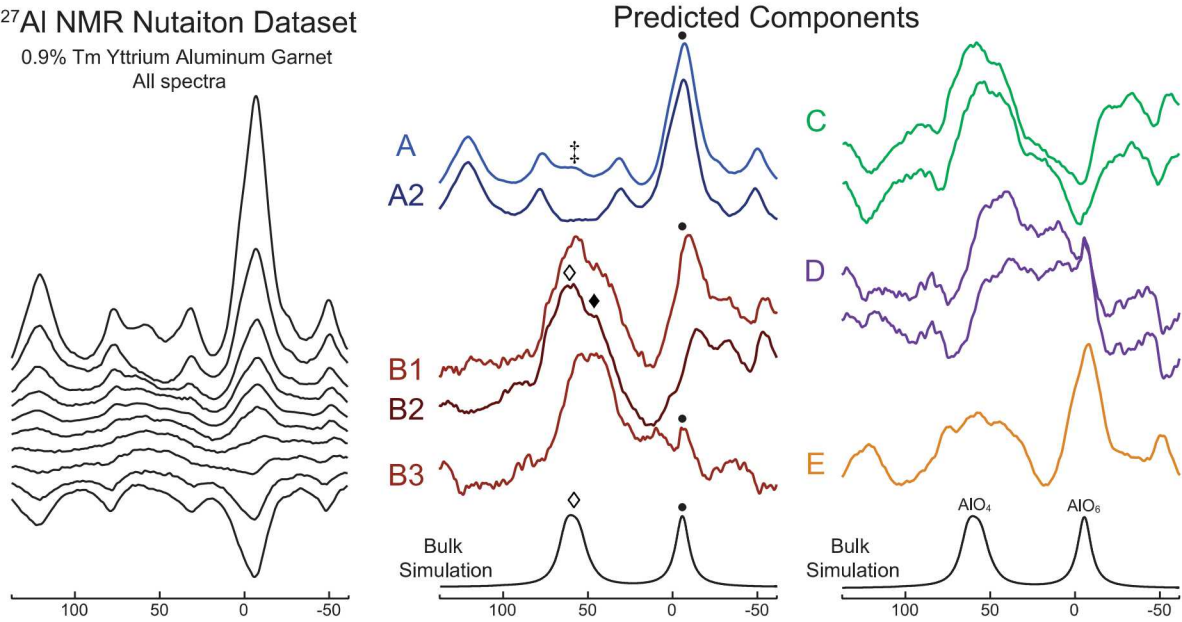 ²⁷Al NMR Nutaiton Dataset
0.9% Tm Yttrium Aluminum Garnet
All spectra
100 50 0 -50
Predicted Components
A
‡
A2
B1
B2
B3
Bulk
Simulation
100 50 0 -50
C
D
E
AlO₄ AlO₆
Bulk
Simulation
100 50 0 -50